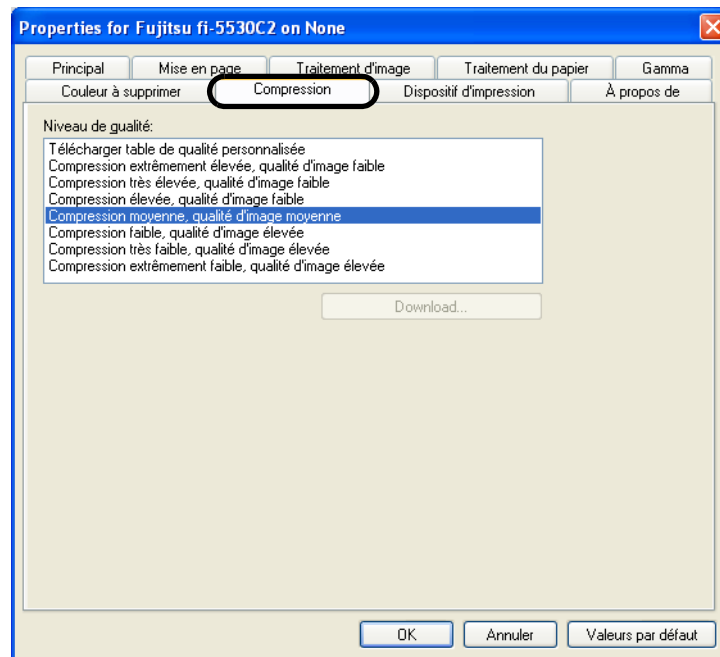 Properties for Fujitsu fi-5530C2 on None
Principal Mise en page Traitement d'image Traitement du papier Gamma
Couleur à supprimer Compression Dispositif d'impression À propos de
Niveau de qualité:
Télécharger table de qualité personnalisée
Compression extrêmement élevée, qualité d'image faible
Compression très élevée, qualité d'image faible
Compression élevée, qualité d'image faible
Compression moyenne, qualité d'image moyenne
Compression faible, qualité d'image élevée
Compression très faible, qualité d'image élevée
Compression extrêmement faible, qualité d'image élevée
Download...
OK Annuler Valeurs par défaut